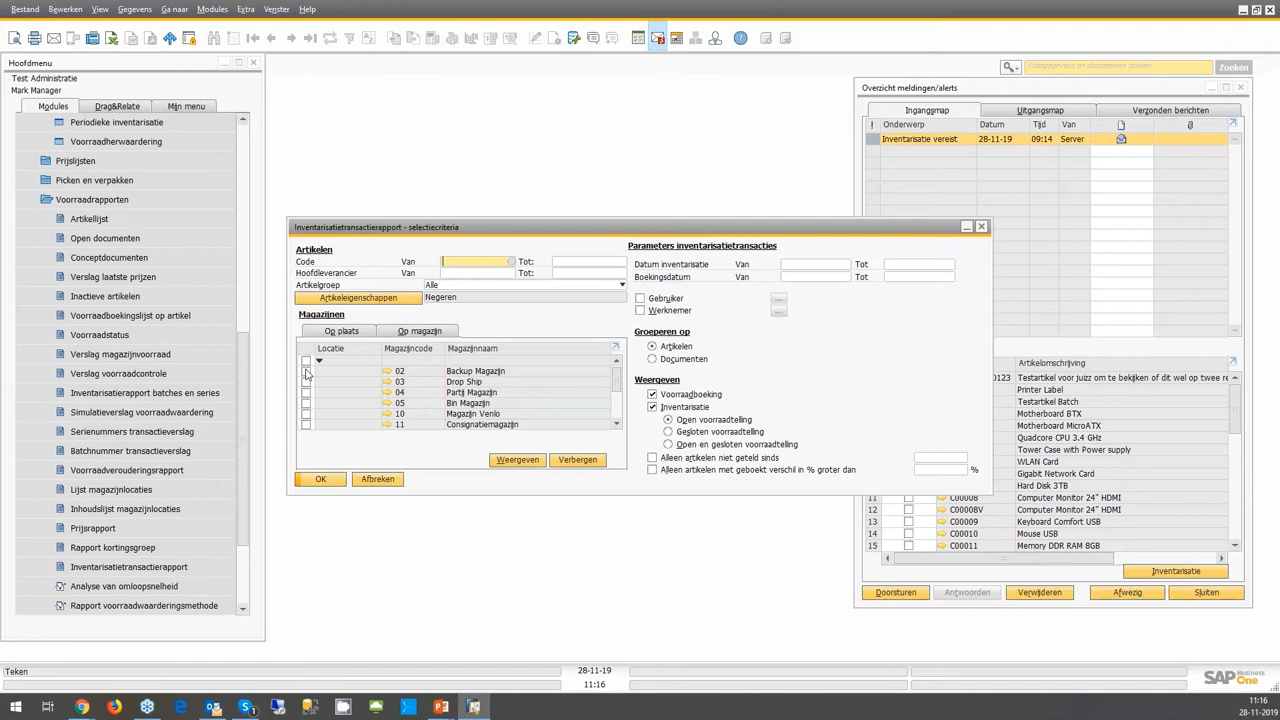 Bestand Bewerken View Gegevens Ga naar Modules Extra Venster Help
Hoofdmenu
Test Administratie
Mark Manager
Modules Drag&Relate Mijn menu
Periodieke inventarisatie
Voorraadherwaardering
Prijslijsten
Picken en verpakken
Voorraadrapporten
Artikellijst
Open documenten
Conceptdocumenten
Verslag laatste prijzen
Inactieve artikelen
Voorraadboekingslijst op artikel
Voorraadstatus
Verslag magazijnvoorraad
Verslag voorraadcontrole
Inventarisierapport batches en series
Simulatieverslag voorraadwaardering
Serienummers transactieverslag
Batchnummer transactieverslag
Voorraadverouderingsrapport
Lijst magazijnlocaties
Inhoudslijst magazijnlocaties
Prijsrapport
Rapport kortingsgroep
Inventarisatietransactierapport
Analyse van omloopsnelheid
Rapport voorraadwaarderingsmethode
Zoeken
Overzicht meldingen/alerts
Ingangsmap Uitgangsmap Verzonden berichten
! Onderwerp Datum Tijd Van
Inventarisatie vereist 28-11-19 09:14 Server
Inventarisatietransactierapport - selectiecriteria
Artikelen
Code Van Tot:
Hoofdleverancier Van Tot:
Artikelgroep Alle
Artikeleigenschappen Negeren
Magazijnen
Op plaats Op magazijn
Locatie Magazijncode Magazijnnaam
02 Backup Magazijn
03 Drop Ship
04 Partij Magazijn
05 Bin Magazijn
10 Magazijn Venlo
11 Consignatiemagazijn
Weergeven Verbergen
OK Afbreken
Parameters inventarisatietransacties
Datum inventarisatie Van Tot
Boekingsdatum Van Tot
Gebruiker ...
Werknemer ...
Groeperen op
Artikelen
Documenten
Weergeven
Voorraadboeking
Inventarisatie
Open voorraadtelling
Gesloten voorraadtelling
Open en gesloten voorraadtelling
Alleen artikelen niet geteld sinds
Alleen artikelen met geboekt verschil in % groter dan %
Artikelomschrijving
0123 Testartikel voor jum te bekijken of dit wel op twee re
Printer Label
Testartikel Batch
Motherboard BTX
Motherboard MicroATX
Quadcore CPU 3.4 GHz
Tower Case with Power supply
WLAN Card
Gigabit Network Card
Hard Disk 3TB
11 C00008 Computer Monitor 24" HDMI
12 C00008V Computer Monitor 24" HDMI
13 C00009 Keyboard Comfort USB
14 C00010 Mouse USB
15 C00011 Memory DDR RAM 8GB
Inventarisatie
Doorsturen Antwoorden Verwijderen Afwezig Sluiten
Teken
28-11-19
11:16
SAP Business One
11:16
28-11-2019